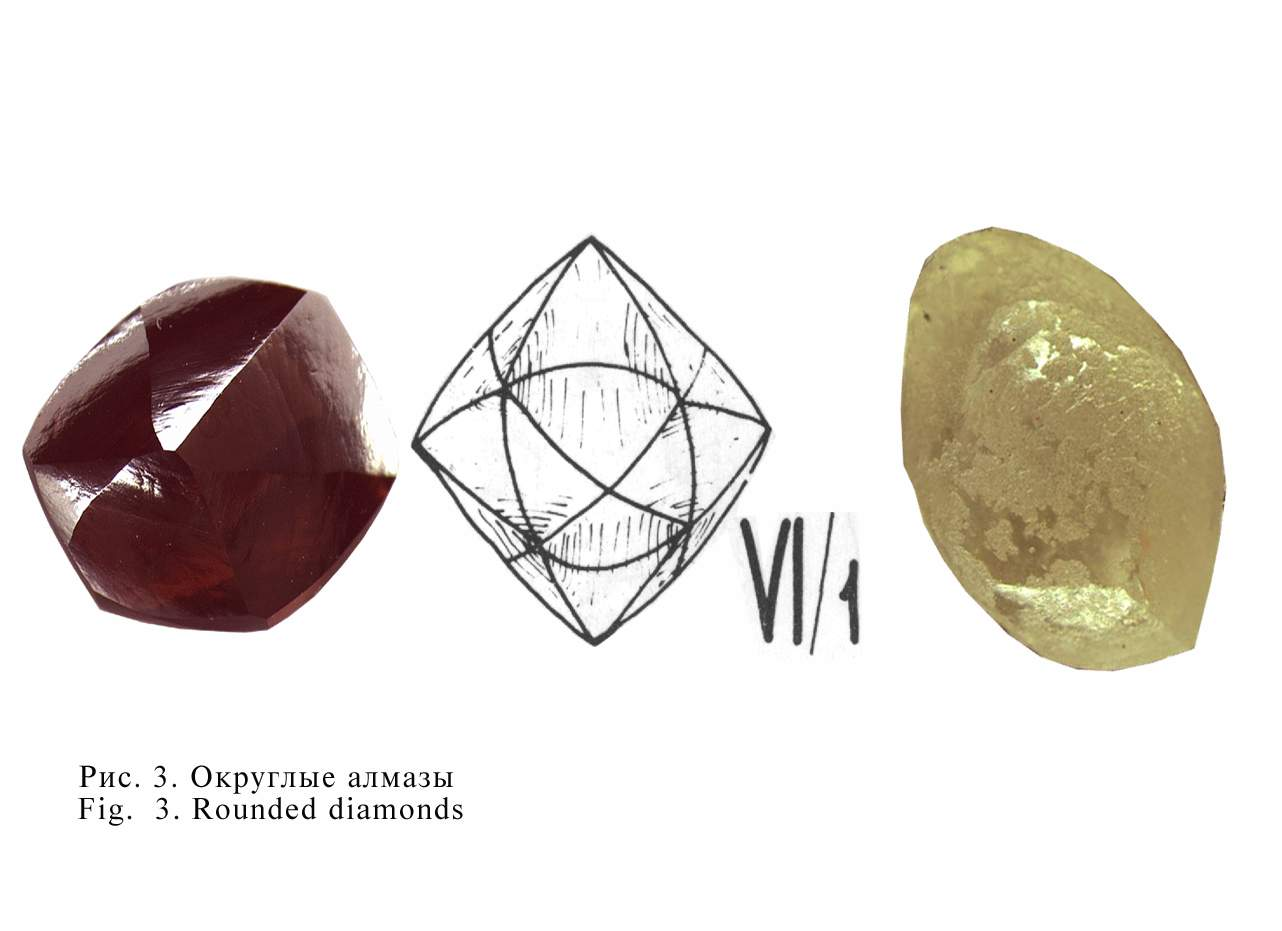 VI/1
Рис. 3. Округлые алмазы
Fig. 3. Rounded diamonds